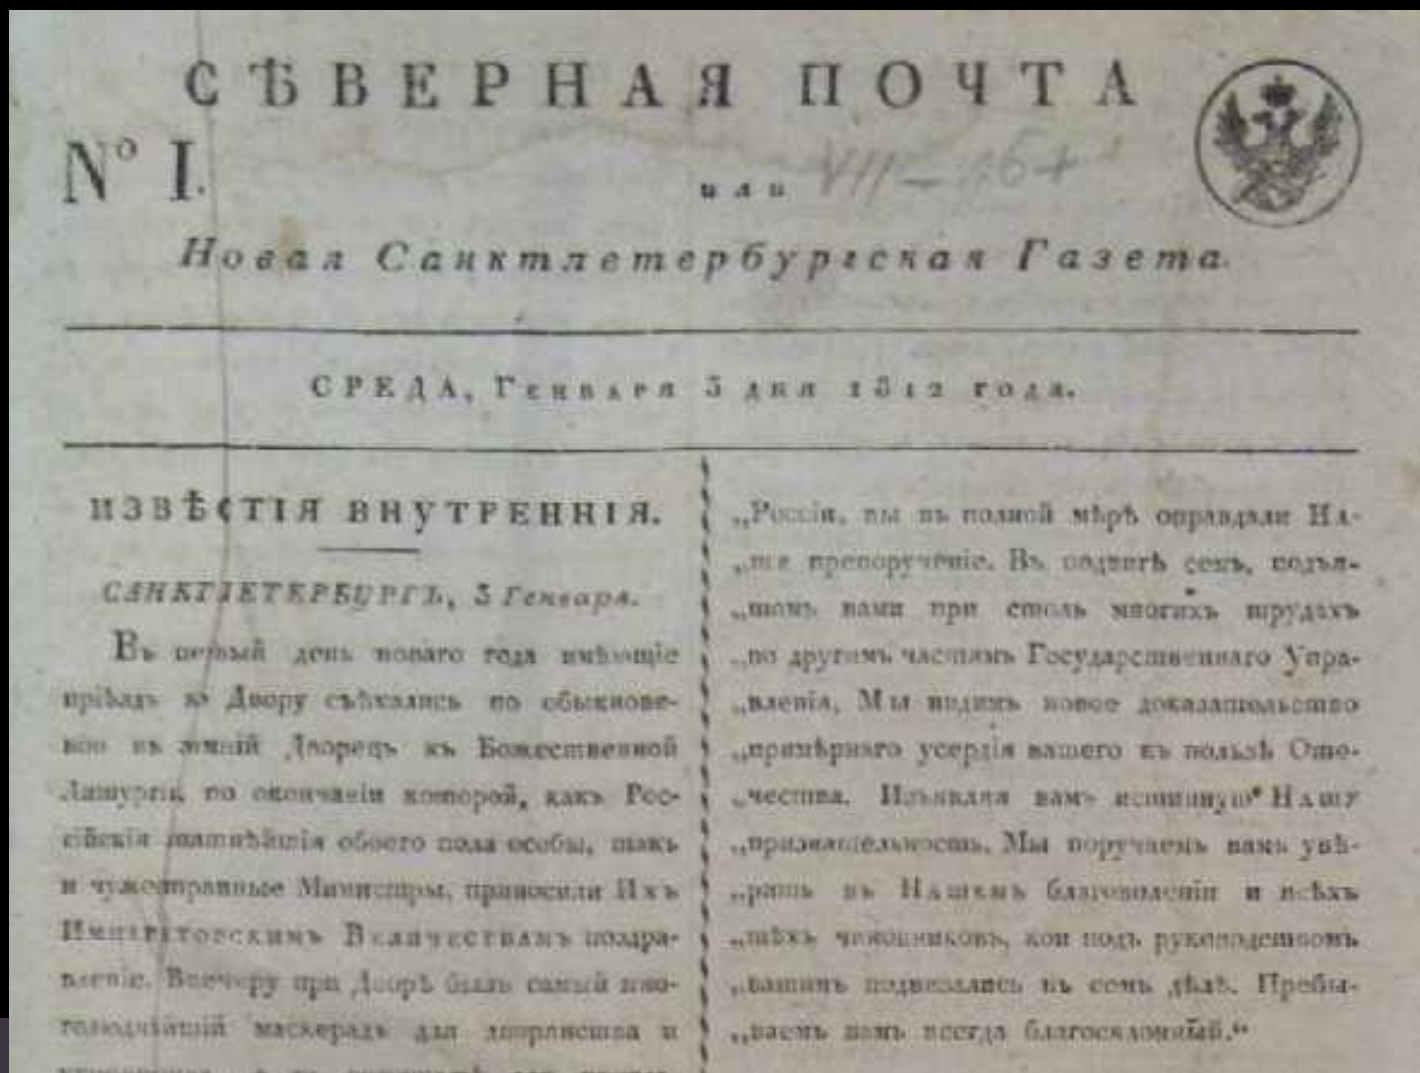 СѢВЕРНАЯ ПОЧТА
№ I.
или
Новая Санктпетербургская Газета.
СРЕДА, Генваря 3 дня 1812 года.
ИЗВѢСТІЯ ВНУТРЕННІЯ.
САНКТПЕТЕРБУРГЪ, 3 Генваря.
Въ первый день новаго года имѣющіе
пріѣздъ ко Двору съѣхались по обыкнове-
нію въ зимній Дворецъ къ Божественной
Литургіи, по окончаніи которой, какъ Рос-
сійскія знатнѣйшія обоего пола особы, такъ
и чужестранные Министры, приносили Ихъ
Императорскимъ Величествамъ поздра-
вленіе. Ввечеру при Дворѣ былъ самый мно-
голюднѣйшій маскерадъ для дворянства и
„Россіи, вы въ полной мѣрѣ оправдали На-
„ше препорученіе. Въ подвигѣ семъ, подъя-
„томъ вами при столь многихъ трудахъ
„по другимъ частямъ Государственнаго Упра-
„вленія, Мы видимъ новое доказательство
„примѣрнаго усердія вашего къ пользѣ Оте-
„чества. Изъявляя вамъ истинную Нашу
„признательность, Мы поручаемъ вамъ увѣ-
„рить въ Нашемъ благоволеніи и всѣхъ
„тѣхъ чиновниковъ, кои подъ руководствомъ
„вашимъ подвизались въ семъ дѣлѣ. Пребы-
„ваемъ вамъ всегда благосклонный.“